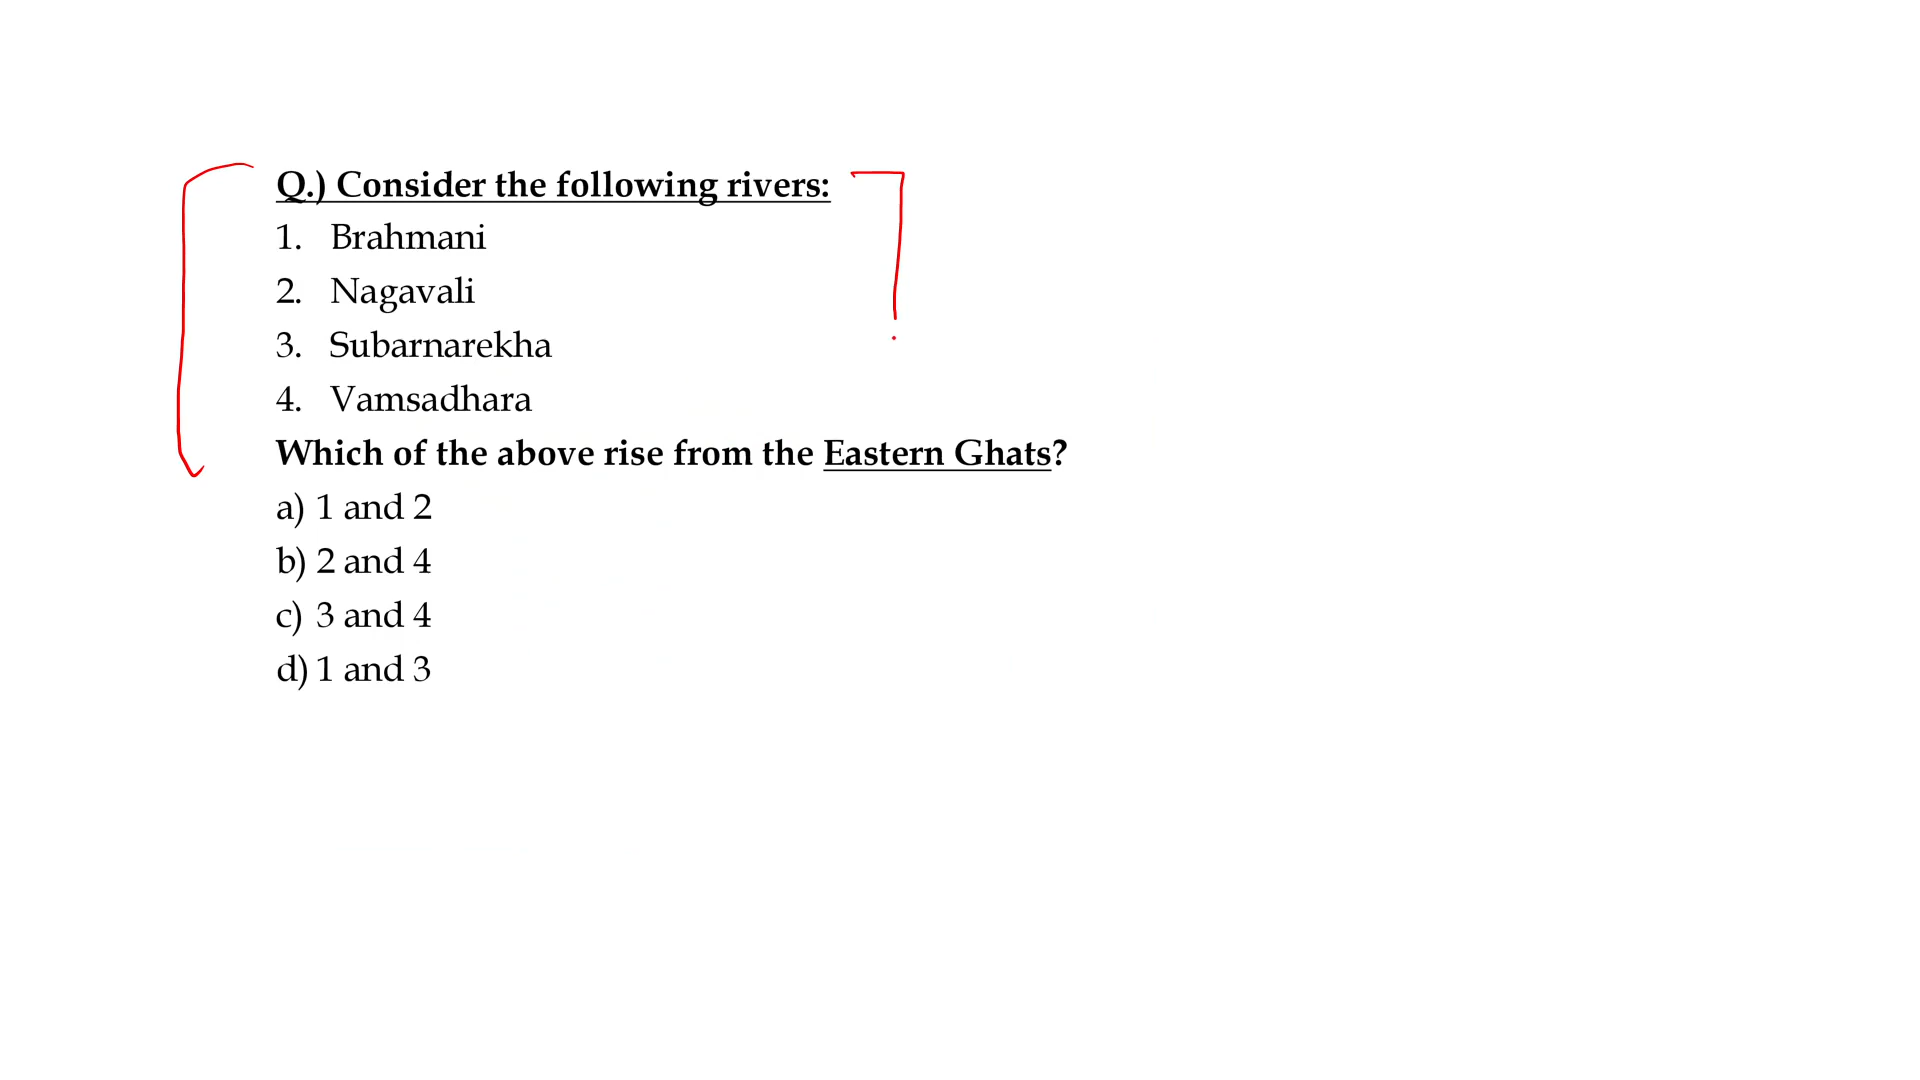 Q.) Consider the following rivers:
1. Brahmani
2. Nagavali
3. Subarnarekha
4. Vamsadhara
Which of the above rise from the Eastern Ghats?
a) 1 and 2
b) 2 and 4
c) 3 and 4
d) 1 and 3